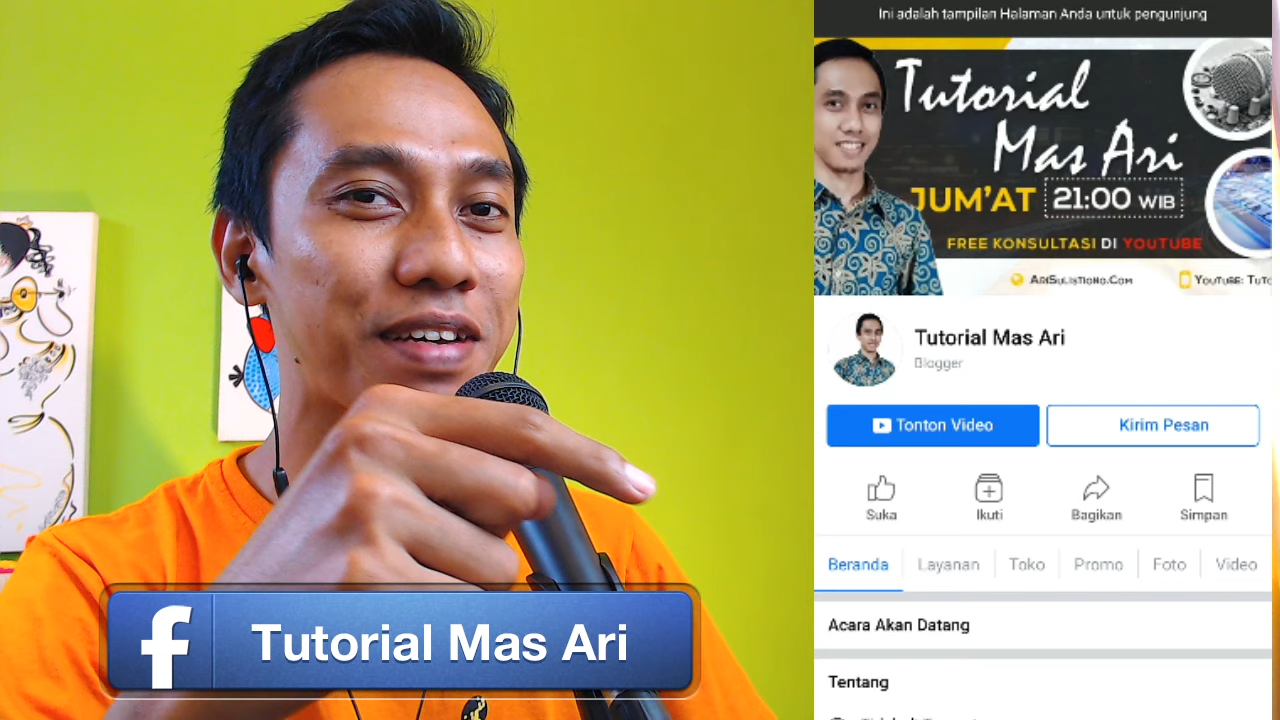 Ini adalah tampilan Halaman Anda untuk pengunjung
Tutorial
Mas Ari
JUM'AT 21:00 WIB
FREE KONSULTASI DI YOUTUBE
AriSulistiono.Com
Youtube: Tuto
Tutorial Mas Ari
Blogger
Tonton Video
Kirim Pesan
Suka
Ikuti
Bagikan
Simpan
Beranda
Layanan
Toko
Promo
Foto
Video
Acara Akan Datang
Tentang
f Tutorial Mas Ari